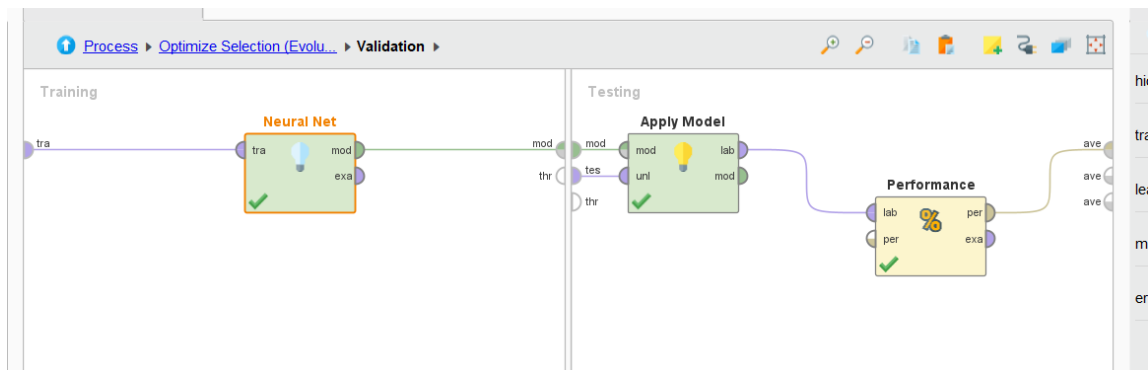 Process ▸ Optimize Selection (Evolu... ▸ Validation ▸
Training
Testing
Neural Net
Apply Model
Performance
tra
tra
mod
exa
mod
thr
mod
tes
thr
mod
unl
lab
mod
lab
per
per
exa
%
ave
ave
ave
hi
tra
lea
m
er